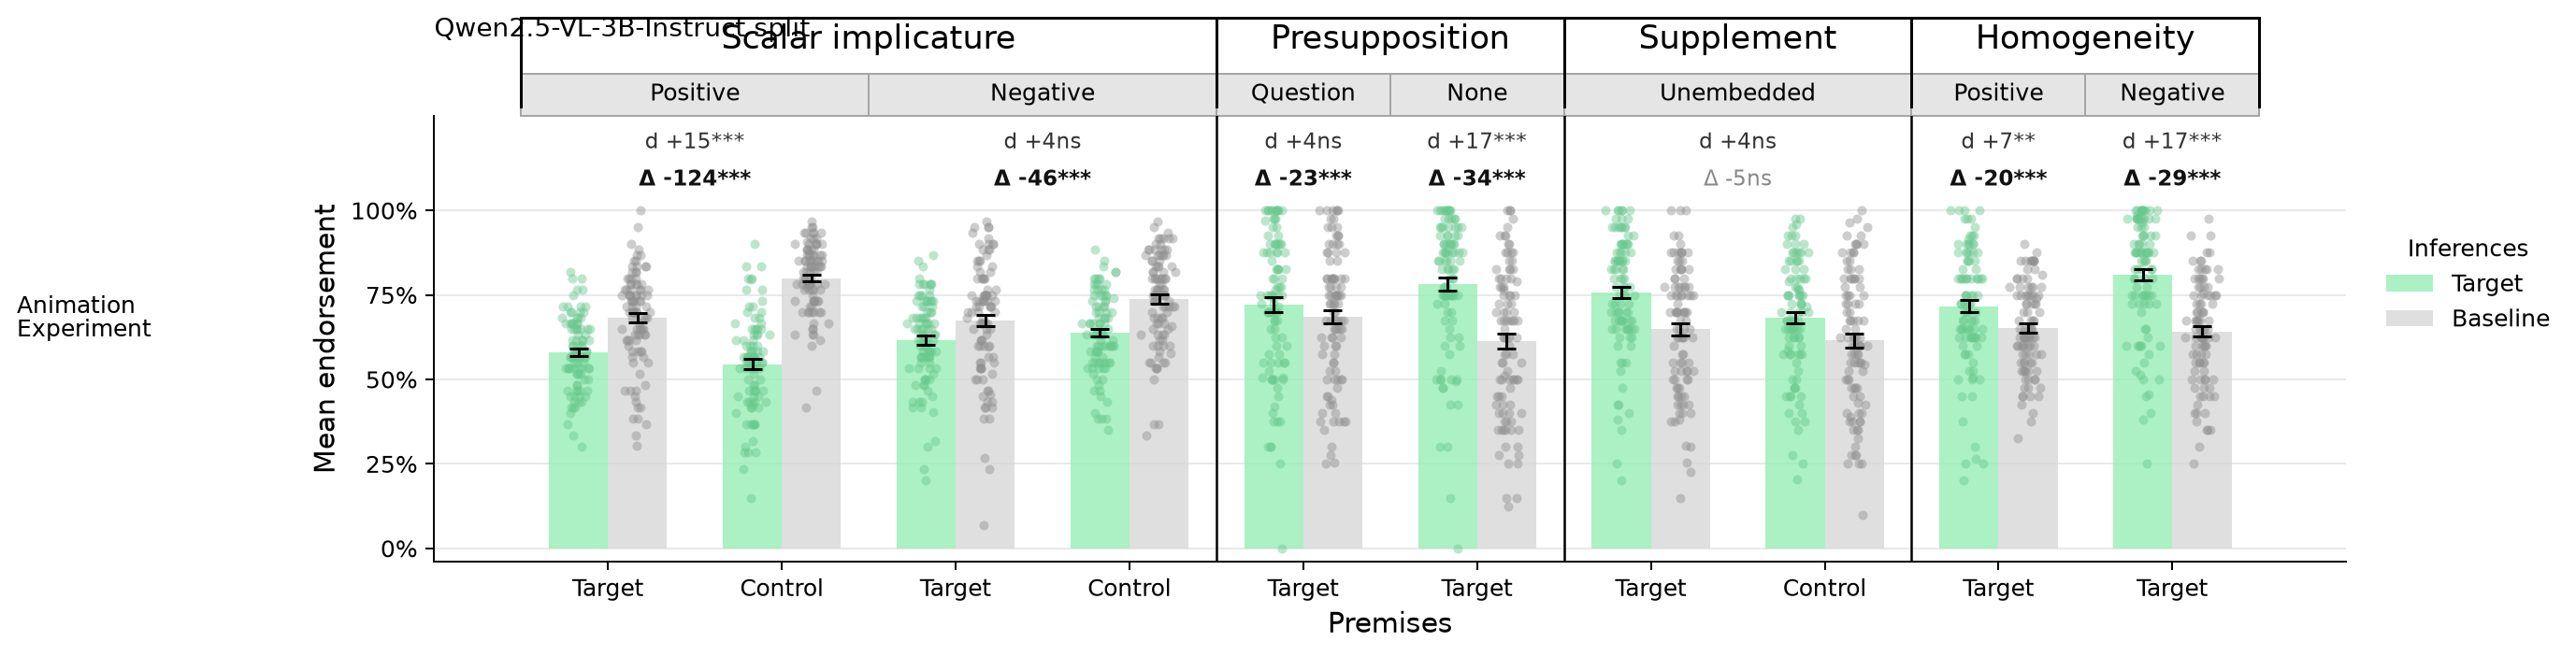 Qwen2.5-VL-3B-Instruct split
Scalar implicature Presupposition Supplement Homogeneity
Positive Negative Question None Unembedded Positive Negative
d +15*** d +4ns d +4ns d +17*** d +4ns d +7** d +17***
Δ -124*** Δ -46*** Δ -23*** Δ -34*** Δ -5ns Δ -20*** Δ -29***
Animation
Experiment
Mean endorsement
100%
75%
50%
25%
0%
Target Control Target Control Target Target Target Control Target Target
Premises
Inferences
Target
Baseline